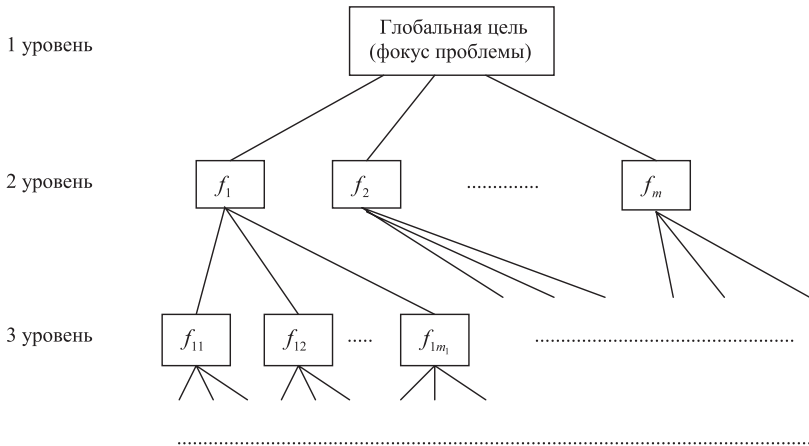 Глобальная цель
(фокус проблемы)
1 уровень
2 уровень
f₁
f₂
..............
fₘ
3 уровень
f₁₁
f₁₂
.....
f₁ₘ₁